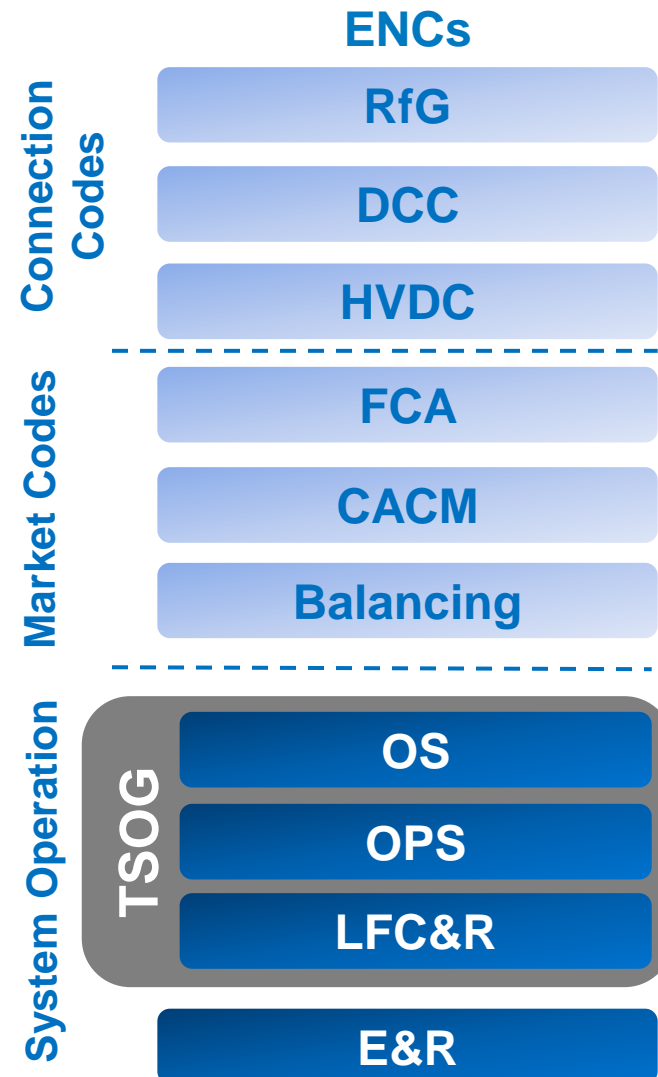 ENCs
Connection
Codes
RfG
DCC
HVDC
Market Codes
FCA
CACM
Balancing
System Operation
TSOG
OS
OPS
LFC&R
E&R